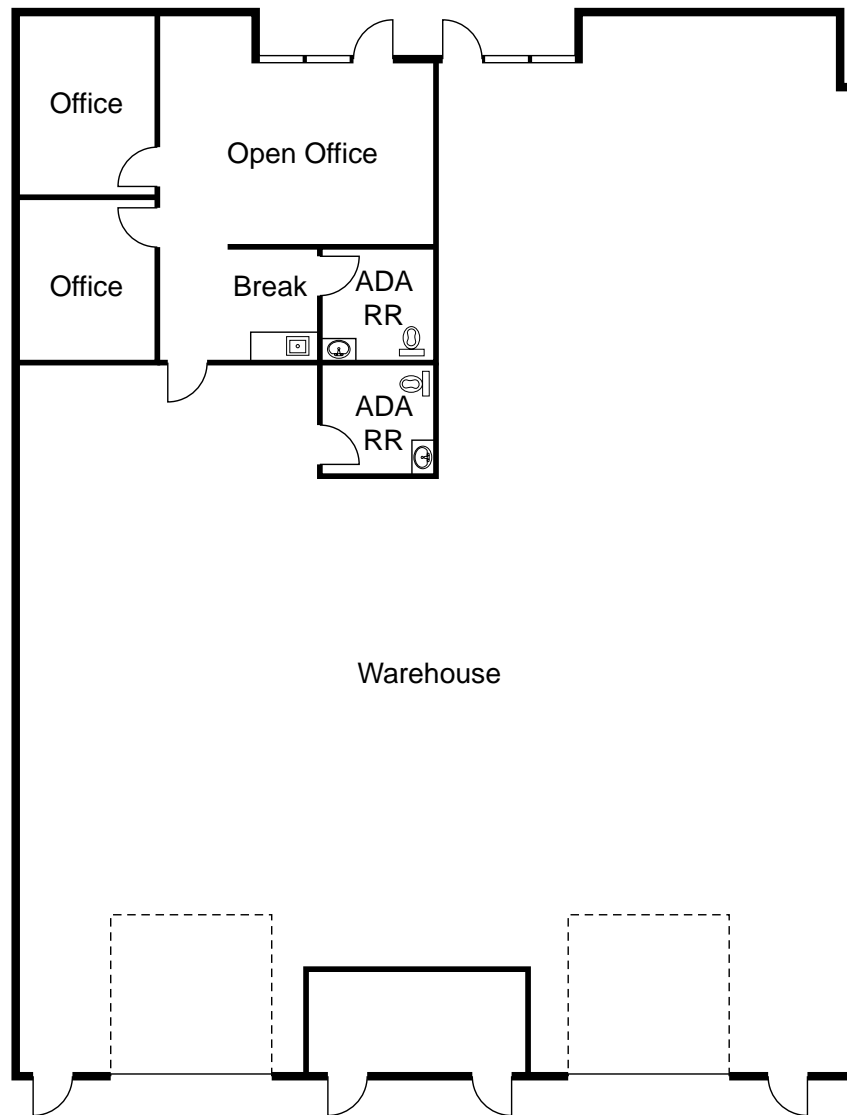 Office
Open Office
Office
Break
ADA
RR
ADA
RR
Warehouse